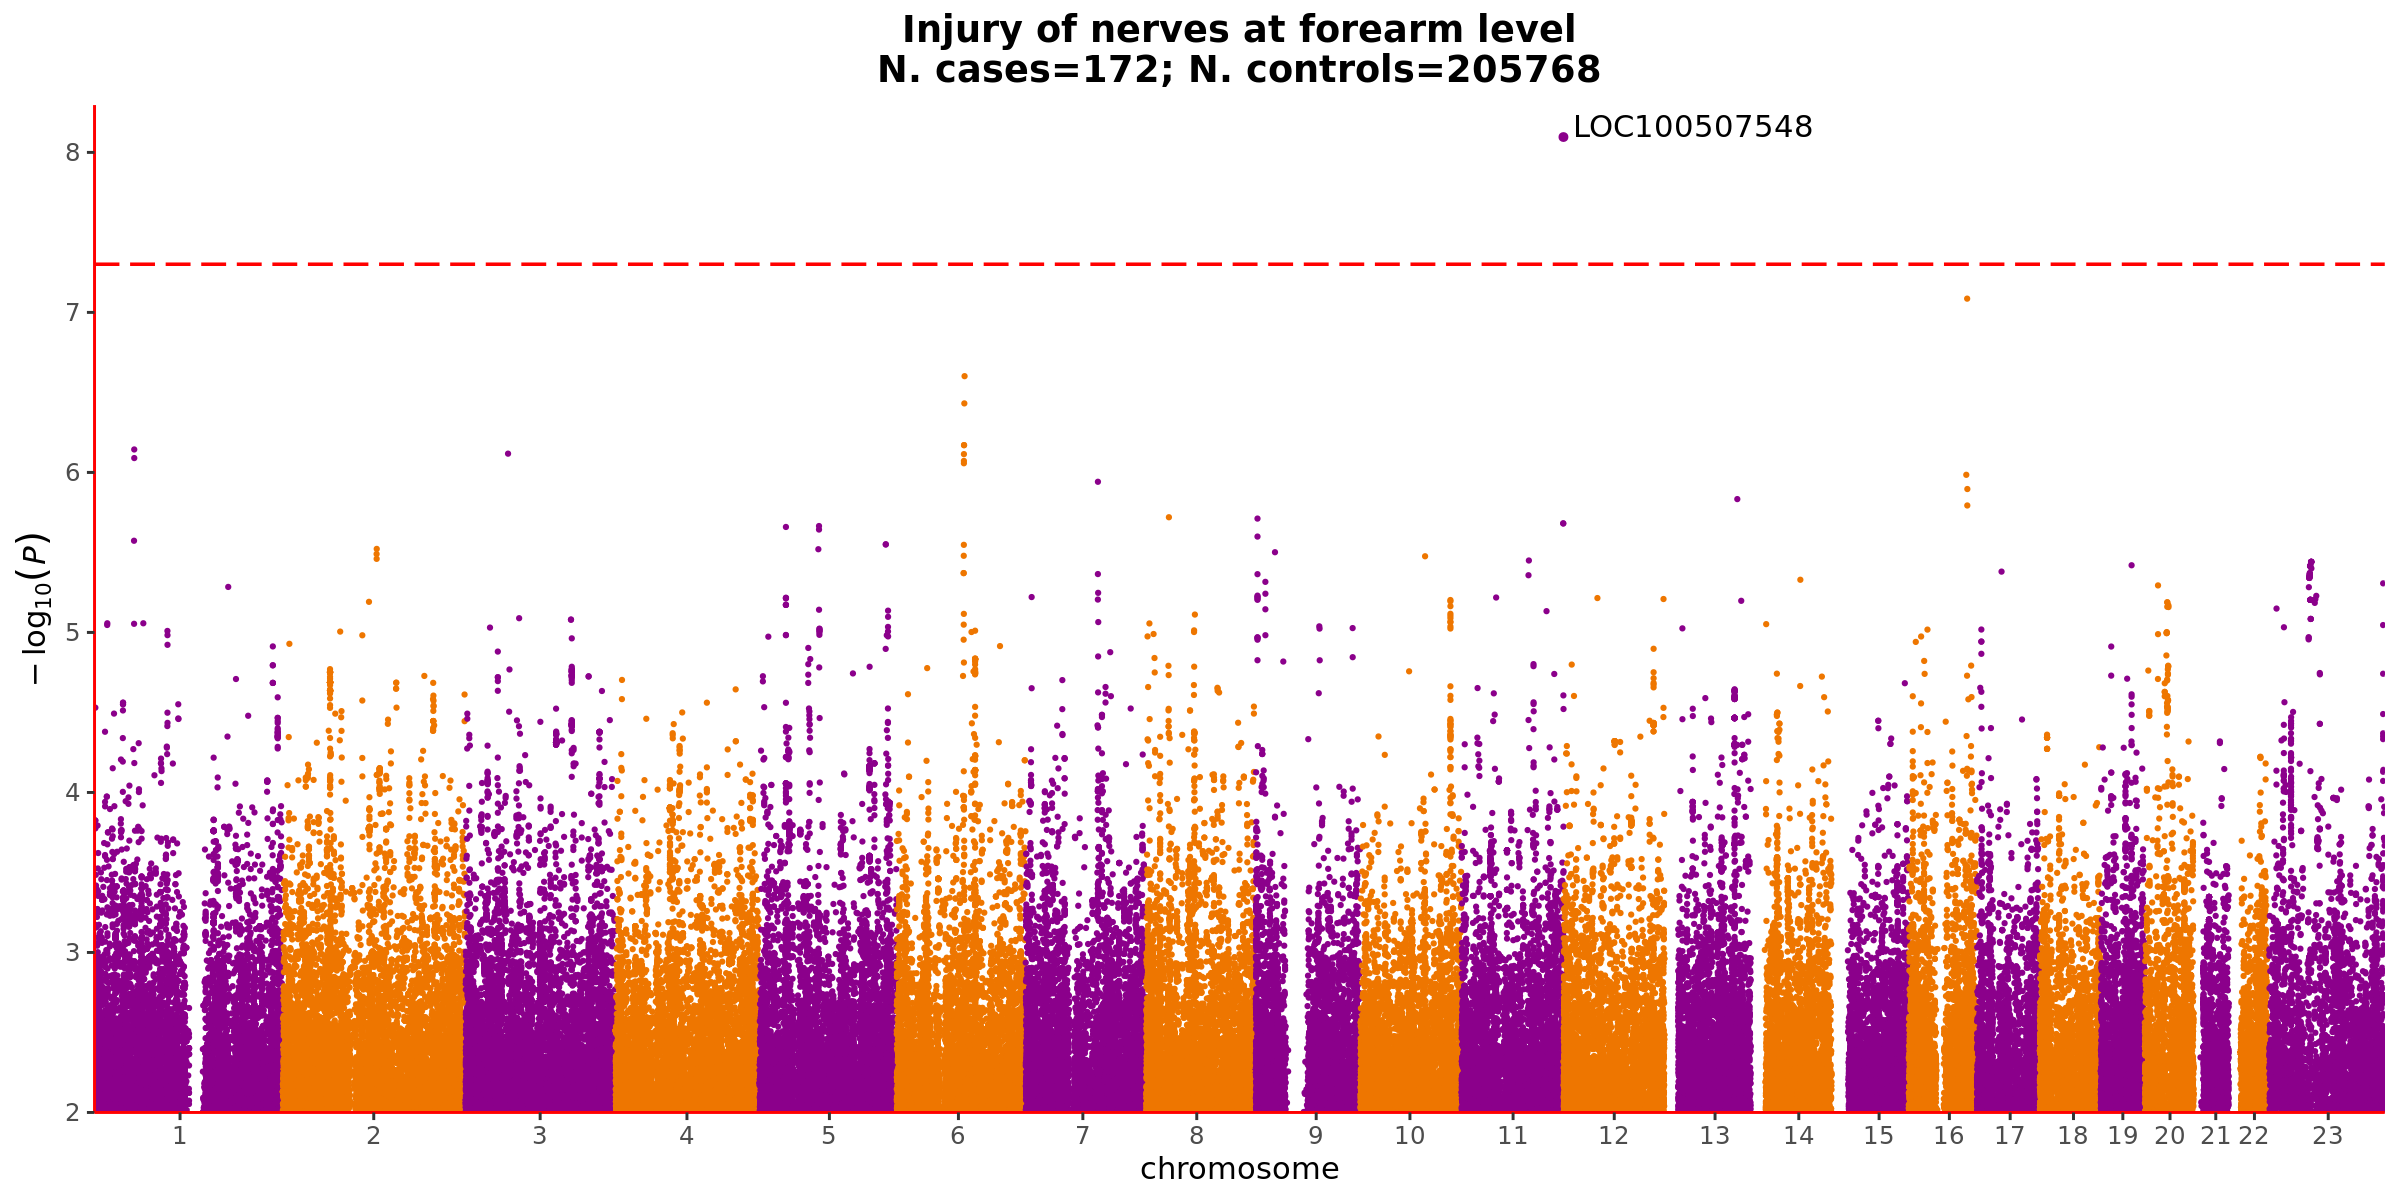 Injury of nerves at forearm level
N. cases=172; N. controls=205768
LOC100507548
8
7
6
5
4
3
2
−log10(P)
1 2 3 4 5 6 7 8 9 10 11 12 13 14 15 16 17 18 19 20 21 22 23
chromosome